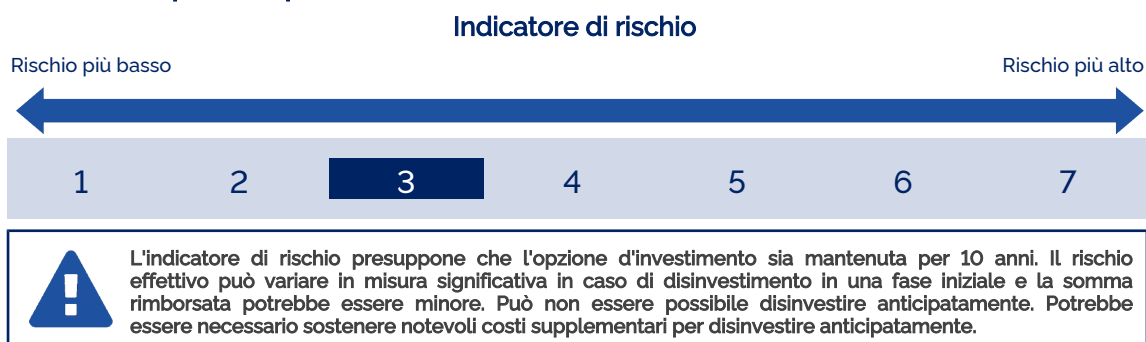 Indicatore di rischio
Rischio più basso
Rischio più alto
1 2 3 4 5 6 7
L'indicatore di rischio presuppone che l'opzione d'investimento sia mantenuta per 10 anni. Il rischio
effettivo può variare in misura significativa in caso di disinvestimento in una fase iniziale e la somma
rimborsata potrebbe essere minore. Può non essere possibile disinvestire anticipatamente. Potrebbe
essere necessario sostenere notevoli costi supplementari per disinvestire anticipatamente.